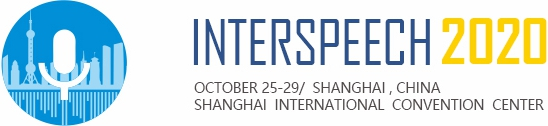 INTERSPEECH 2020
OCTOBER 25-29/ SHANGHAI , CHINA
SHANGHAI INTERNATIONAL CONVENTION CENTER